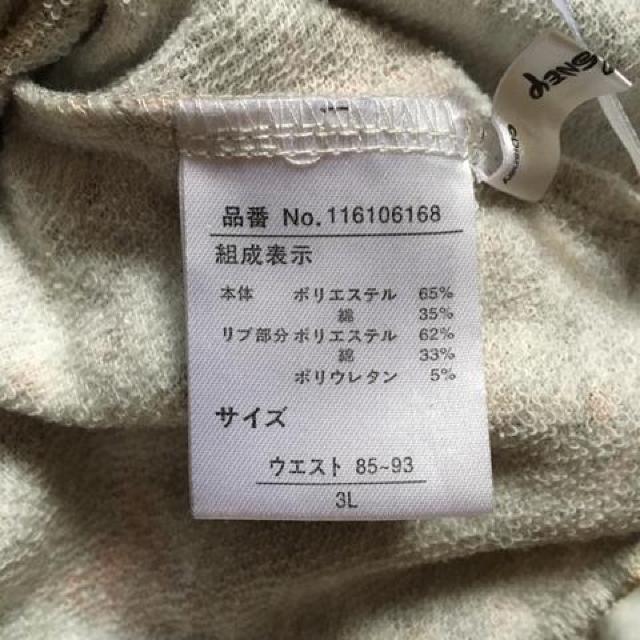 品番 No.116106168
組成表示
本体 ポリエステル 65%
綿 35%
リブ部分 ポリエステル 62%
綿 33%
ポリウレタン 5%
サイズ
ウエスト 85~93
3L